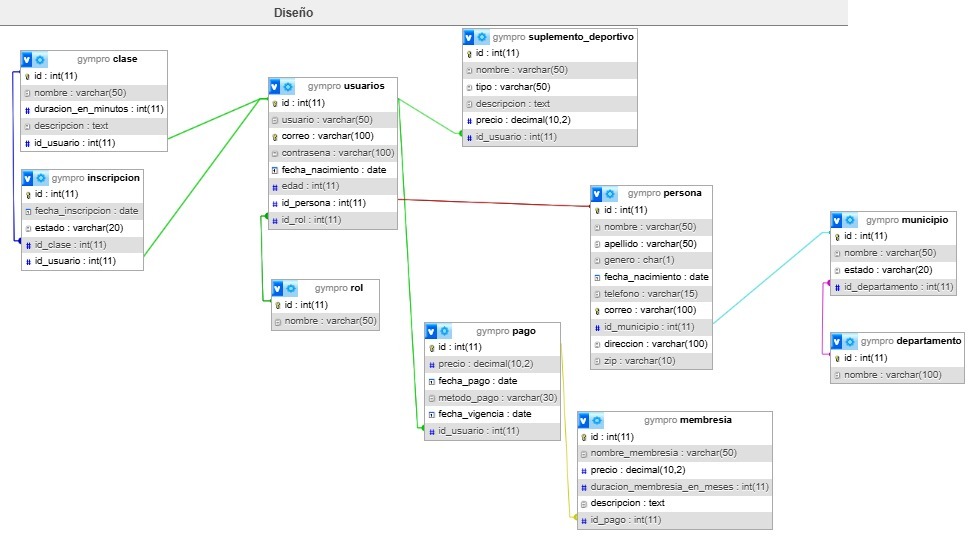 Diseño
gympro clase
id : int(11)
nombre : varchar(50)
duracion_en_minutos : int(11)
descripcion : text
id_usuario : int(11)
gympro inscripcion
id : int(11)
fecha_inscripcion : date
estado : varchar(20)
id_clase : int(11)
id_usuario : int(11)
gympro usuarios
id : int(11)
usuario : varchar(50)
correo : varchar(100)
contrasena : varchar(100)
fecha_nacimiento : date
edad : int(11)
id_persona : int(11)
id_rol : int(11)
gympro rol
id : int(11)
nombre : varchar(50)
gympro suplemento_deportivo
id : int(11)
nombre : varchar(50)
tipo : varchar(50)
descripcion : text
precio : decimal(10,2)
id_usuario : int(11)
gympro pago
id : int(11)
precio : decimal(10,2)
fecha_pago : date
metodo_pago : varchar(30)
fecha_vigencia : date
id_usuario : int(11)
gympro persona
id : int(11)
nombre : varchar(50)
apellido : varchar(50)
genero : char(1)
fecha_nacimiento : date
telefono : varchar(15)
correo : varchar(100)
id_municipio : int(11)
direccion : varchar(100)
zip : varchar(10)
gympro membresia
id : int(11)
nombre_membresia : varchar(50)
precio : decimal(10,2)
duracion_membresia_en_meses : int(11)
descripcion : text
id_pago : int(11)
gympro municipio
id : int(11)
nombre : varchar(50)
estado : varchar(20)
id_departamento : int(11)
gympro departamento
id : int(11)
nombre : varchar(100)